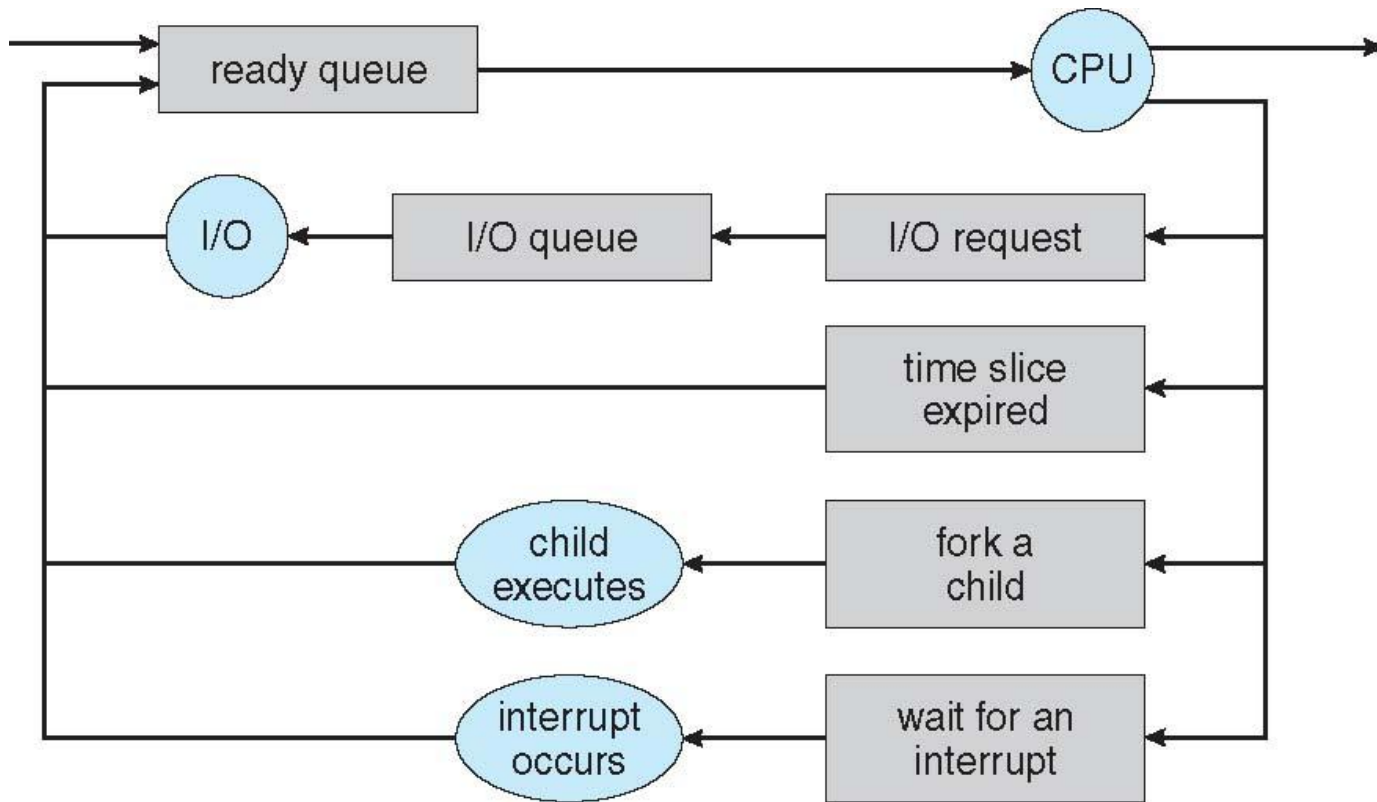 ready queue
CPU
I/O
I/O queue
I/O request
time slice
expired
child
executes
fork a
child
interrupt
occurs
wait for an
interrupt